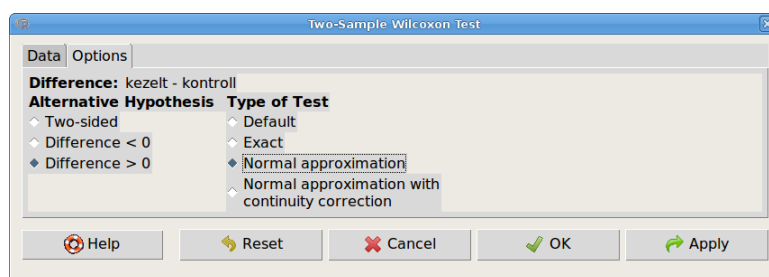 Two-Sample Wilcoxon Test
Data Options
Difference: kezelt - kontroll
Alternative Hypothesis Type of Test
Two-sided Default
Difference < 0 Exact
Difference > 0 Normal approximation
Normal approximation with
continuity correction
Help Reset Cancel OK Apply